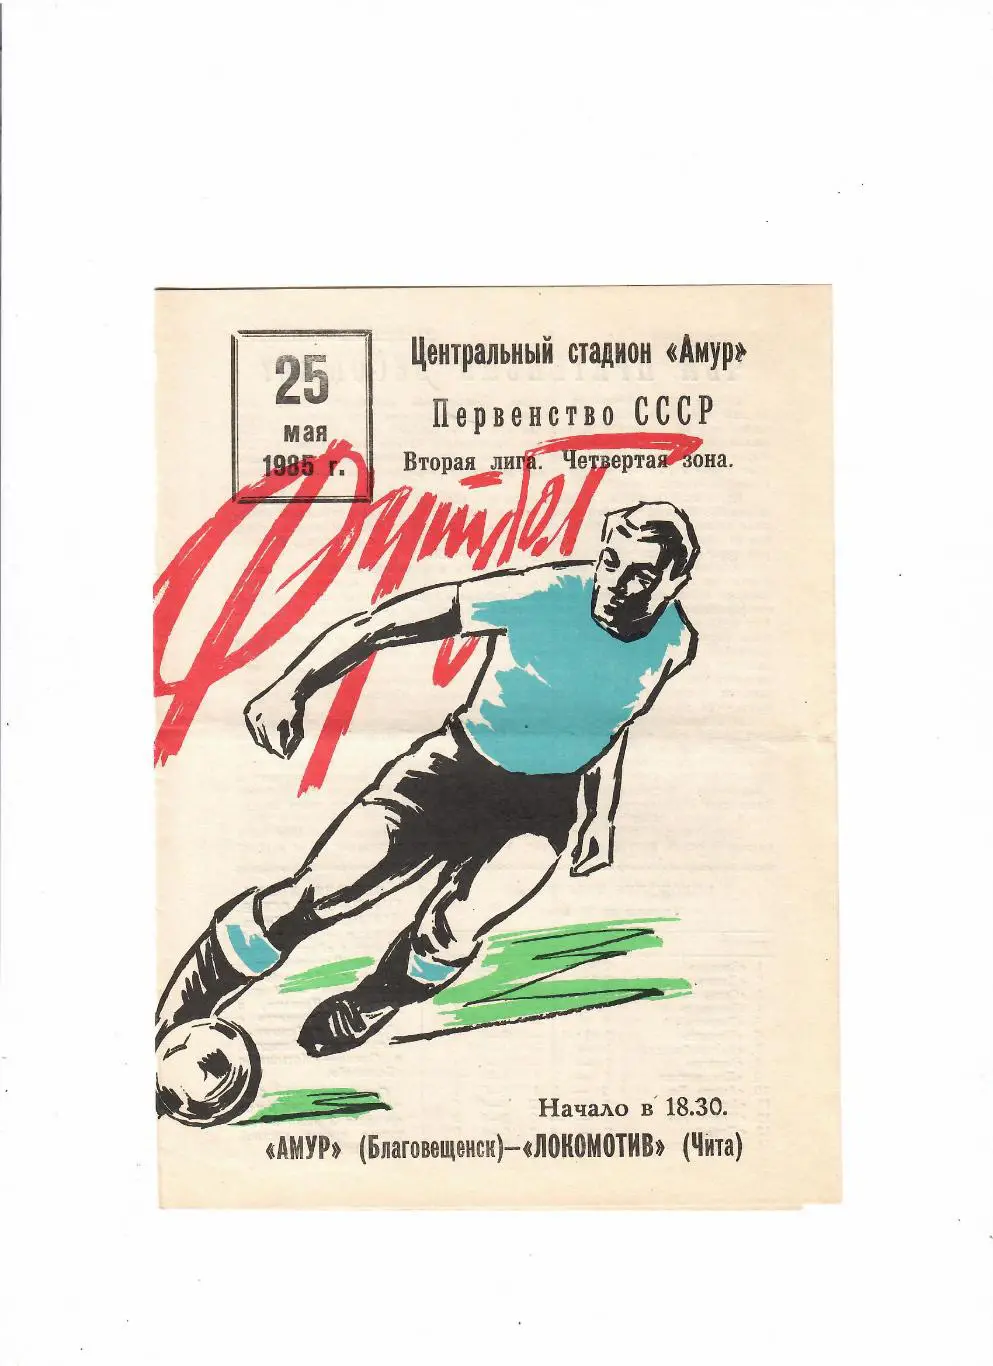 25
мая
1985 г.
Центральный стадион «Амур»
Первенство СССР
Вторая лига. Четвертая зона.
Футбол
Начало в 18.30.
«АМУР» (Благовещенск)—«ЛОКОМОТИВ» (Чита)